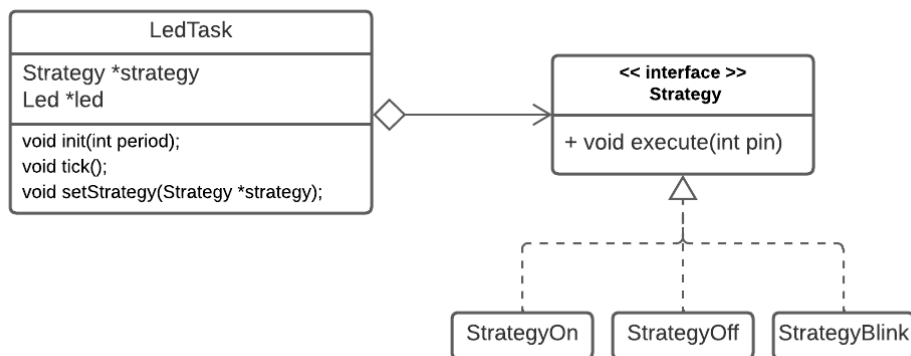 LedTask
Strategy *strategy
Led *led
void init(int period);
void tick();
void setStrategy(Strategy *strategy);
<< interface >>
Strategy
+ void execute(int pin)
StrategyOn
StrategyOff
StrategyBlink